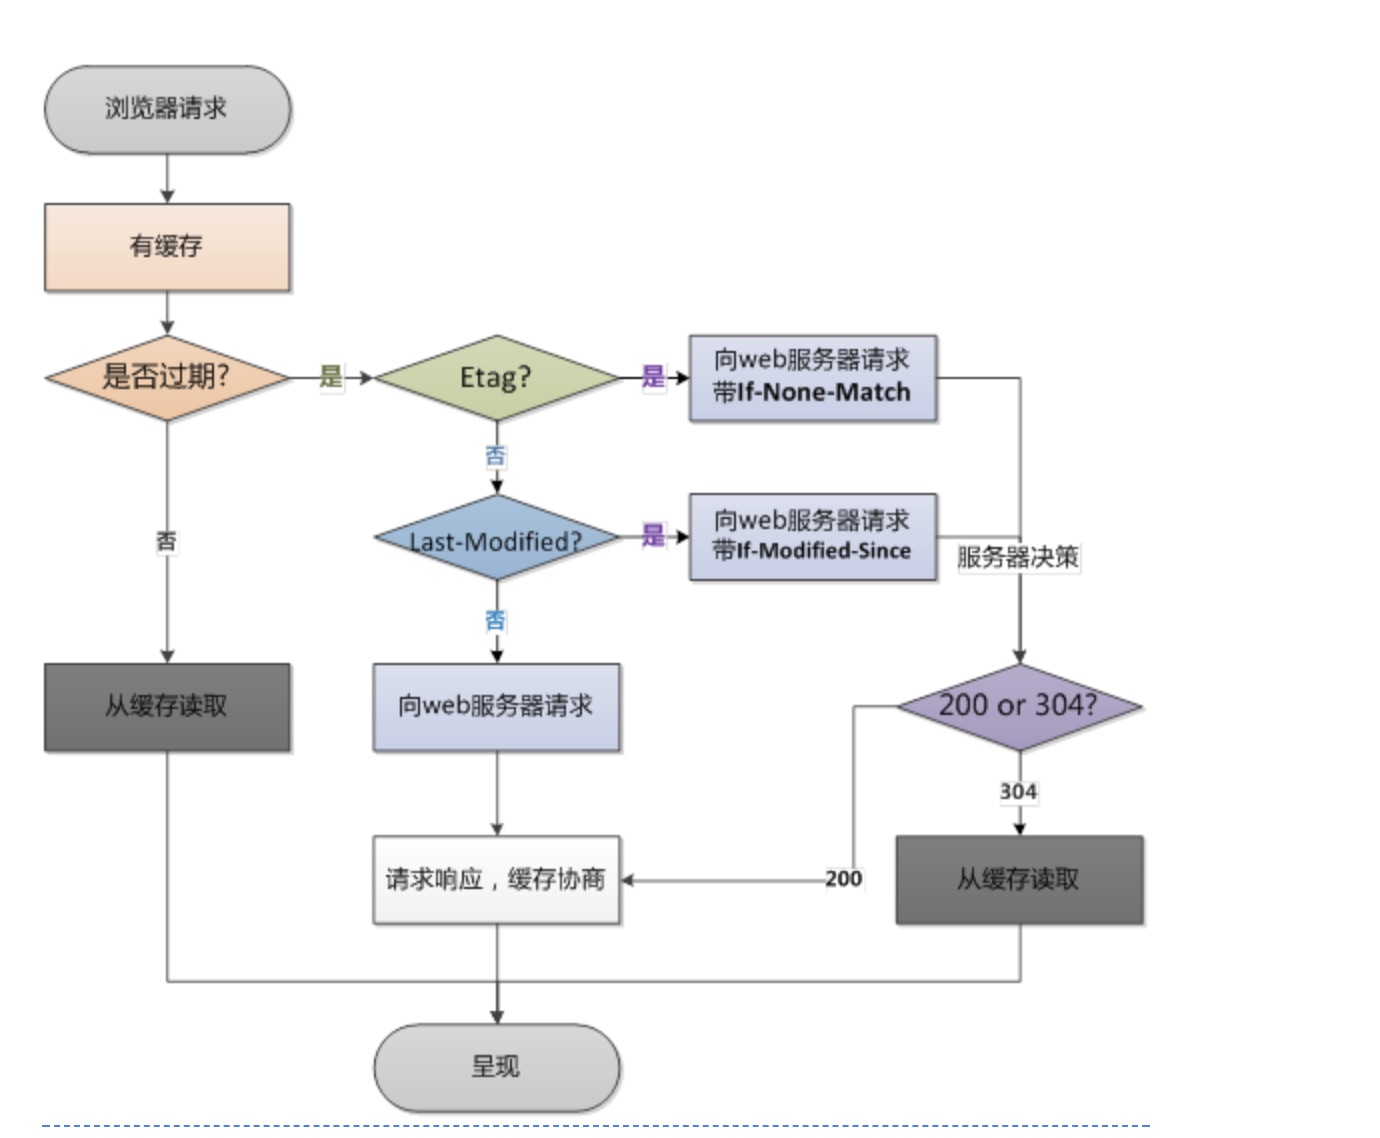 浏览器请求
有缓存
是否过期?
是
Etag?
是
向web服务器请求
带If-None-Match
否
Last-Modified?
是
向web服务器请求
带If-Modified-Since
服务器决策
否
否
从缓存读取
向web服务器请求
200 or 304?
304
请求响应，缓存协商
200
从缓存读取
呈现